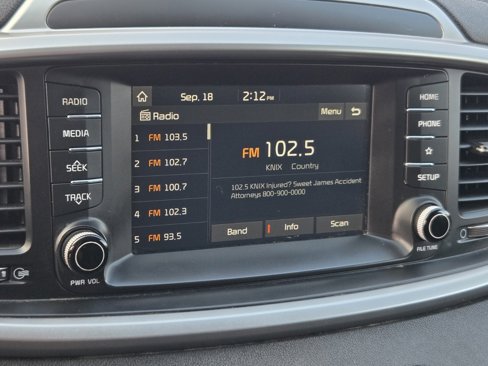 RADIO
MEDIA
SEEK
TRACK
PWR VOL
Sep. 18
2:12 PM
Radio
Menu
1 FM 103.5
2 FM 102.7
3 FM 100.7
4 FM 102.3
5 FM 93.5
FM 102.5
KNIX Country
102.5 KNIX Injured? Sweet James Accident
Attorneys 800-900-0000
Band
Info
Scan
HOME
PHONE
SETUP
FILE TUNE